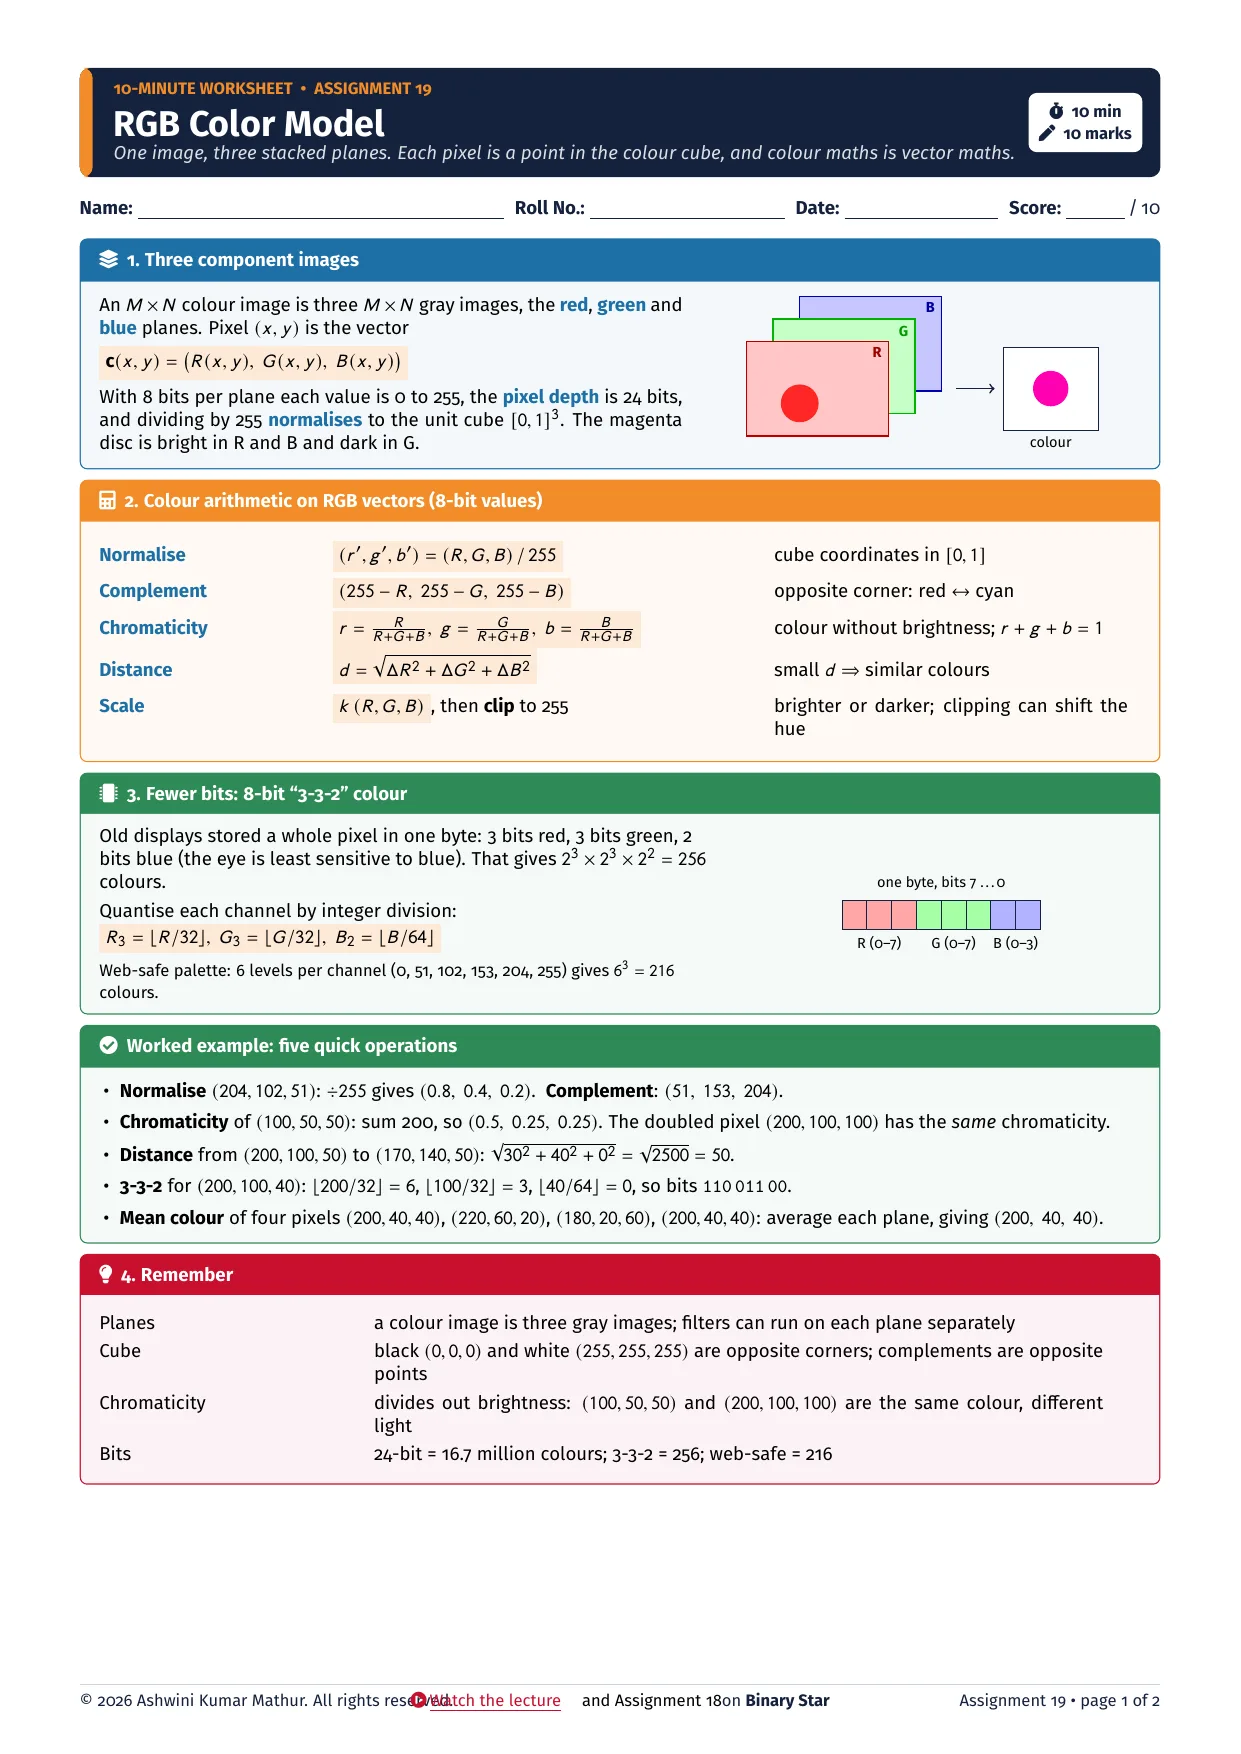 10-MINUTE WORKSHEET • ASSIGNMENT 19
RGB Color Model
One image, three stacked planes. Each pixel is a point in the colour cube, and colour maths is vector maths.
10 min
10 marks
Name: Roll No.: Date: Score: / 10
1. Three component images
An M × N colour image is three M × N gray images, the red, green and
blue planes. Pixel (x, y) is the vector
c(x, y) = (R(x, y), G(x, y), B(x, y))
With 8 bits per plane each value is 0 to 255, the pixel depth is 24 bits,
and dividing by 255 normalises to the unit cube [0, 1]³. The magenta
disc is bright in R and B and dark in G.
B
G
R
colour
2. Colour arithmetic on RGB vectors (8-bit values)
Normalise (r′, g′, b′) = (R, G, B) / 255 cube coordinates in [0, 1]
Complement (255 − R, 255 − G, 255 − B) opposite corner: red ↔ cyan
Chromaticity r = R/(R+G+B), g = G/(R+G+B), b = B/(R+G+B) colour without brightness; r + g + b = 1
Distance d = √(ΔR² + ΔG² + ΔB²) small d ⇒ similar colours
Scale k (R, G, B) , then clip to 255 brighter or darker; clipping can shift the
hue
3. Fewer bits: 8-bit “3-3-2” colour
Old displays stored a whole pixel in one byte: 3 bits red, 3 bits green, 2
bits blue (the eye is least sensitive to blue). That gives 2³ × 2³ × 2² = 256
colours.
Quantise each channel by integer division:
R₃ = ⌊R/32⌋, G₃ = ⌊G/32⌋, B₂ = ⌊B/64⌋
Web-safe palette: 6 levels per channel (0, 51, 102, 153, 204, 255) gives 6³ = 216
colours.
one byte, bits 7 … 0
R (0–7) G (0–7) B (0–3)
Worked example: five quick operations
• Normalise (204, 102, 51): ÷255 gives (0.8, 0.4, 0.2). Complement: (51, 153, 204).
• Chromaticity of (100, 50, 50): sum 200, so (0.5, 0.25, 0.25). The doubled pixel (200, 100, 100) has the same chromaticity.
• Distance from (200, 100, 50) to (170, 140, 50): √(30² + 40² + 0²) = √2500 = 50.
• 3-3-2 for (200, 100, 40): ⌊200/32⌋ = 6, ⌊100/32⌋ = 3, ⌊40/64⌋ = 0, so bits 110 011 00.
• Mean colour of four pixels (200, 40, 40), (220, 60, 20), (180, 20, 60), (200, 40, 40): average each plane, giving (200, 40, 40).
4. Remember
Planes a colour image is three gray images; filters can run on each plane separately
Cube black (0, 0, 0) and white (255, 255, 255) are opposite corners; complements are opposite
points
Chromaticity divides out brightness: (100, 50, 50) and (200, 100, 100) are the same colour, different
light
Bits 24-bit = 16.7 million colours; 3-3-2 = 256; web-safe = 216
© 2026 Ashwini Kumar Mathur. All rights reserved. Watch the lecture and Assignment 18on Binary Star Assignment 19 • page 1 of 2